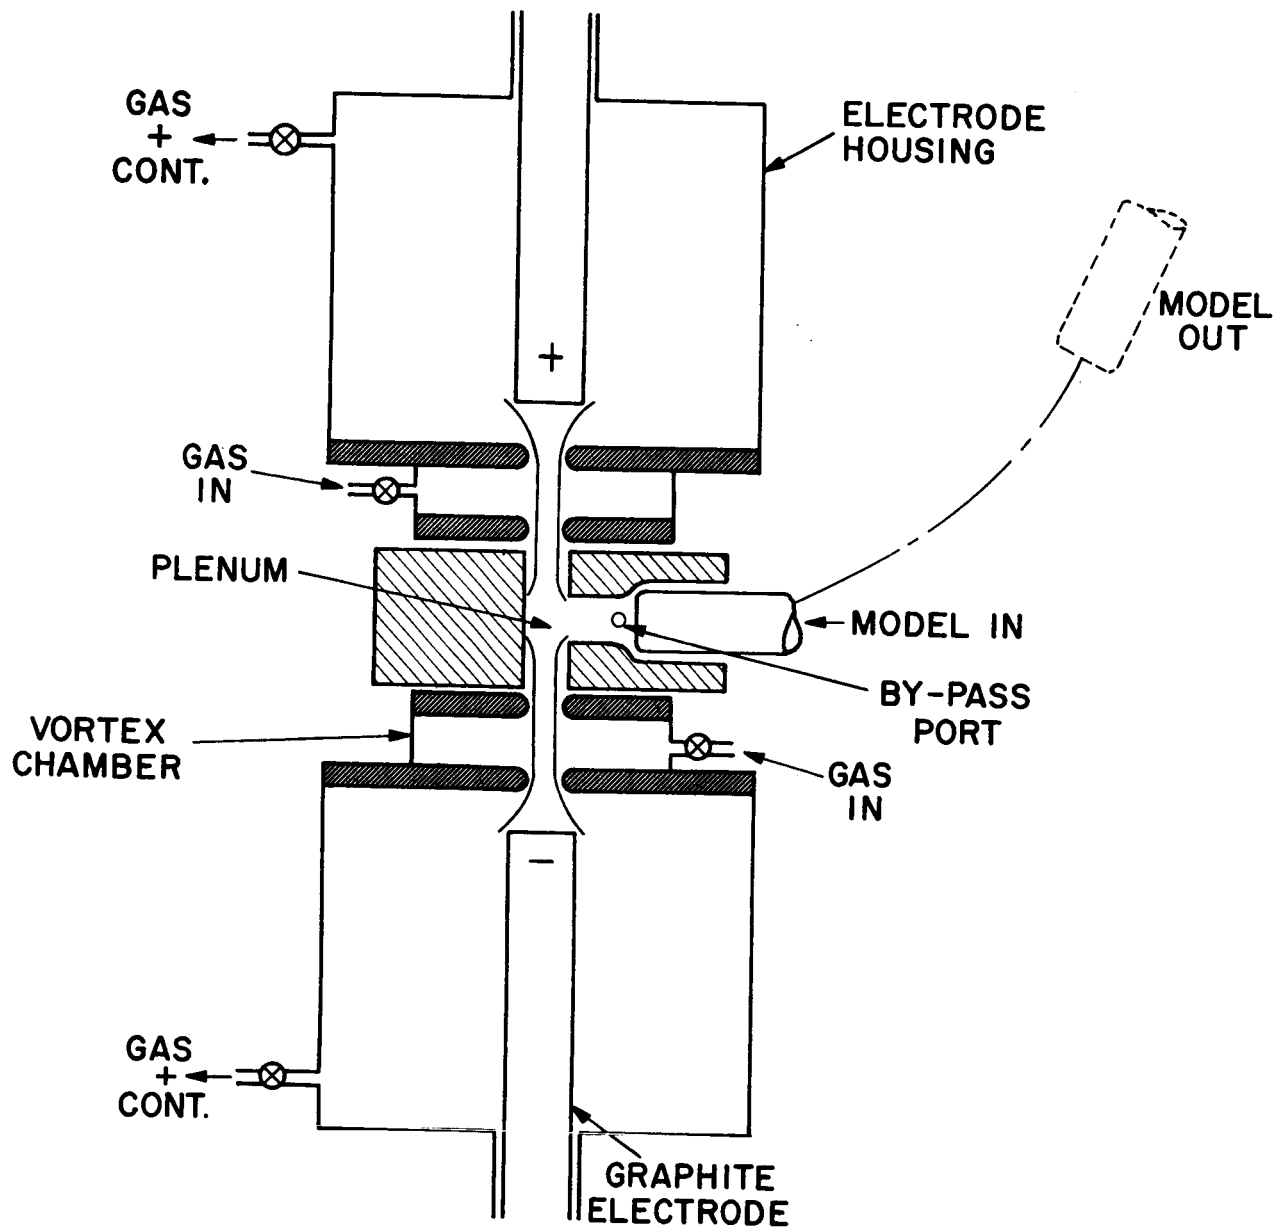 GAS
+
CONT.
ELECTRODE
HOUSING
MODEL
OUT
+
GAS
IN
PLENUM
MODEL IN
BY-PASS
PORT
VORTEX
CHAMBER
GAS
IN
−
GAS
+
CONT.
GRAPHITE
ELECTRODE